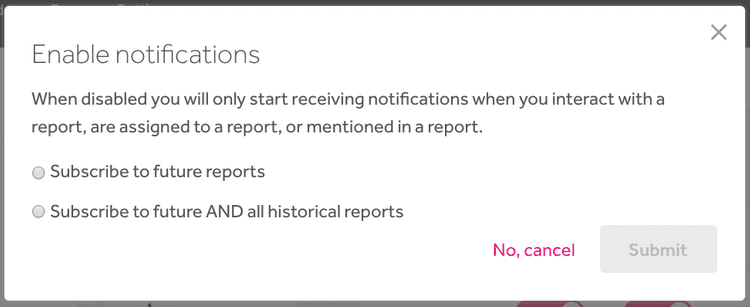 Enable notifications
When disabled you will only start receiving notifications when you interact with a
report, are assigned to a report, or mentioned in a report.
Subscribe to future reports
Subscribe to future AND all historical reports
No, cancel
Submit